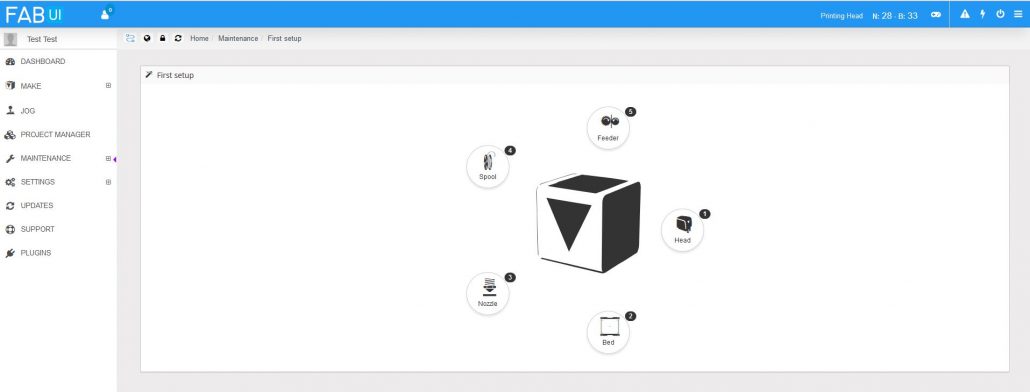 FAB UI
0
Printing Head N: 28 - B: 33
Test Test
Home / Maintenance / First setup
DASHBOARD
MAKE
JOG
PROJECT MANAGER
MAINTENANCE
SETTINGS
UPDATES
SUPPORT
PLUGINS
First setup
5
Feeder
4
Spool
1
Head
3
Nozzle
2
Bed